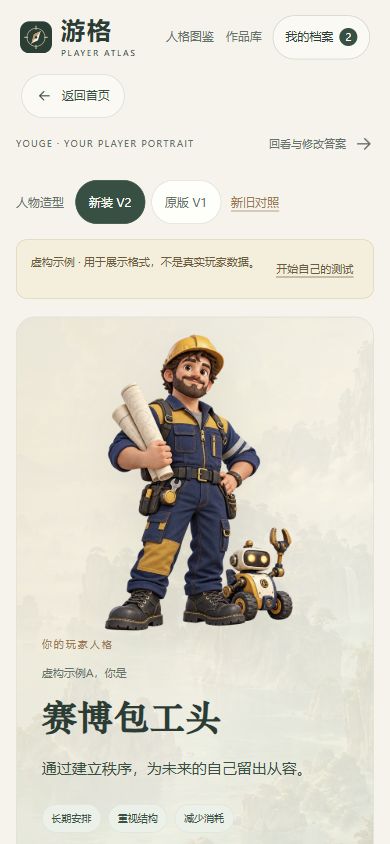 游格
PLAYER ATLAS
人格图鉴 作品库 我的档案 2
返回首页
YOUGE · YOUR PLAYER PORTRAIT 回看与修改答案
人物造型 新装 V2 原版 V1 新旧对照
虚构示例 · 用于展示格式，不是真实玩家数据。
开始自己的测试
你的玩家人格
虚构示例A，你是
赛博包工头
通过建立秩序，为未来的自己留出从容。
长期安排 重视结构 减少消耗